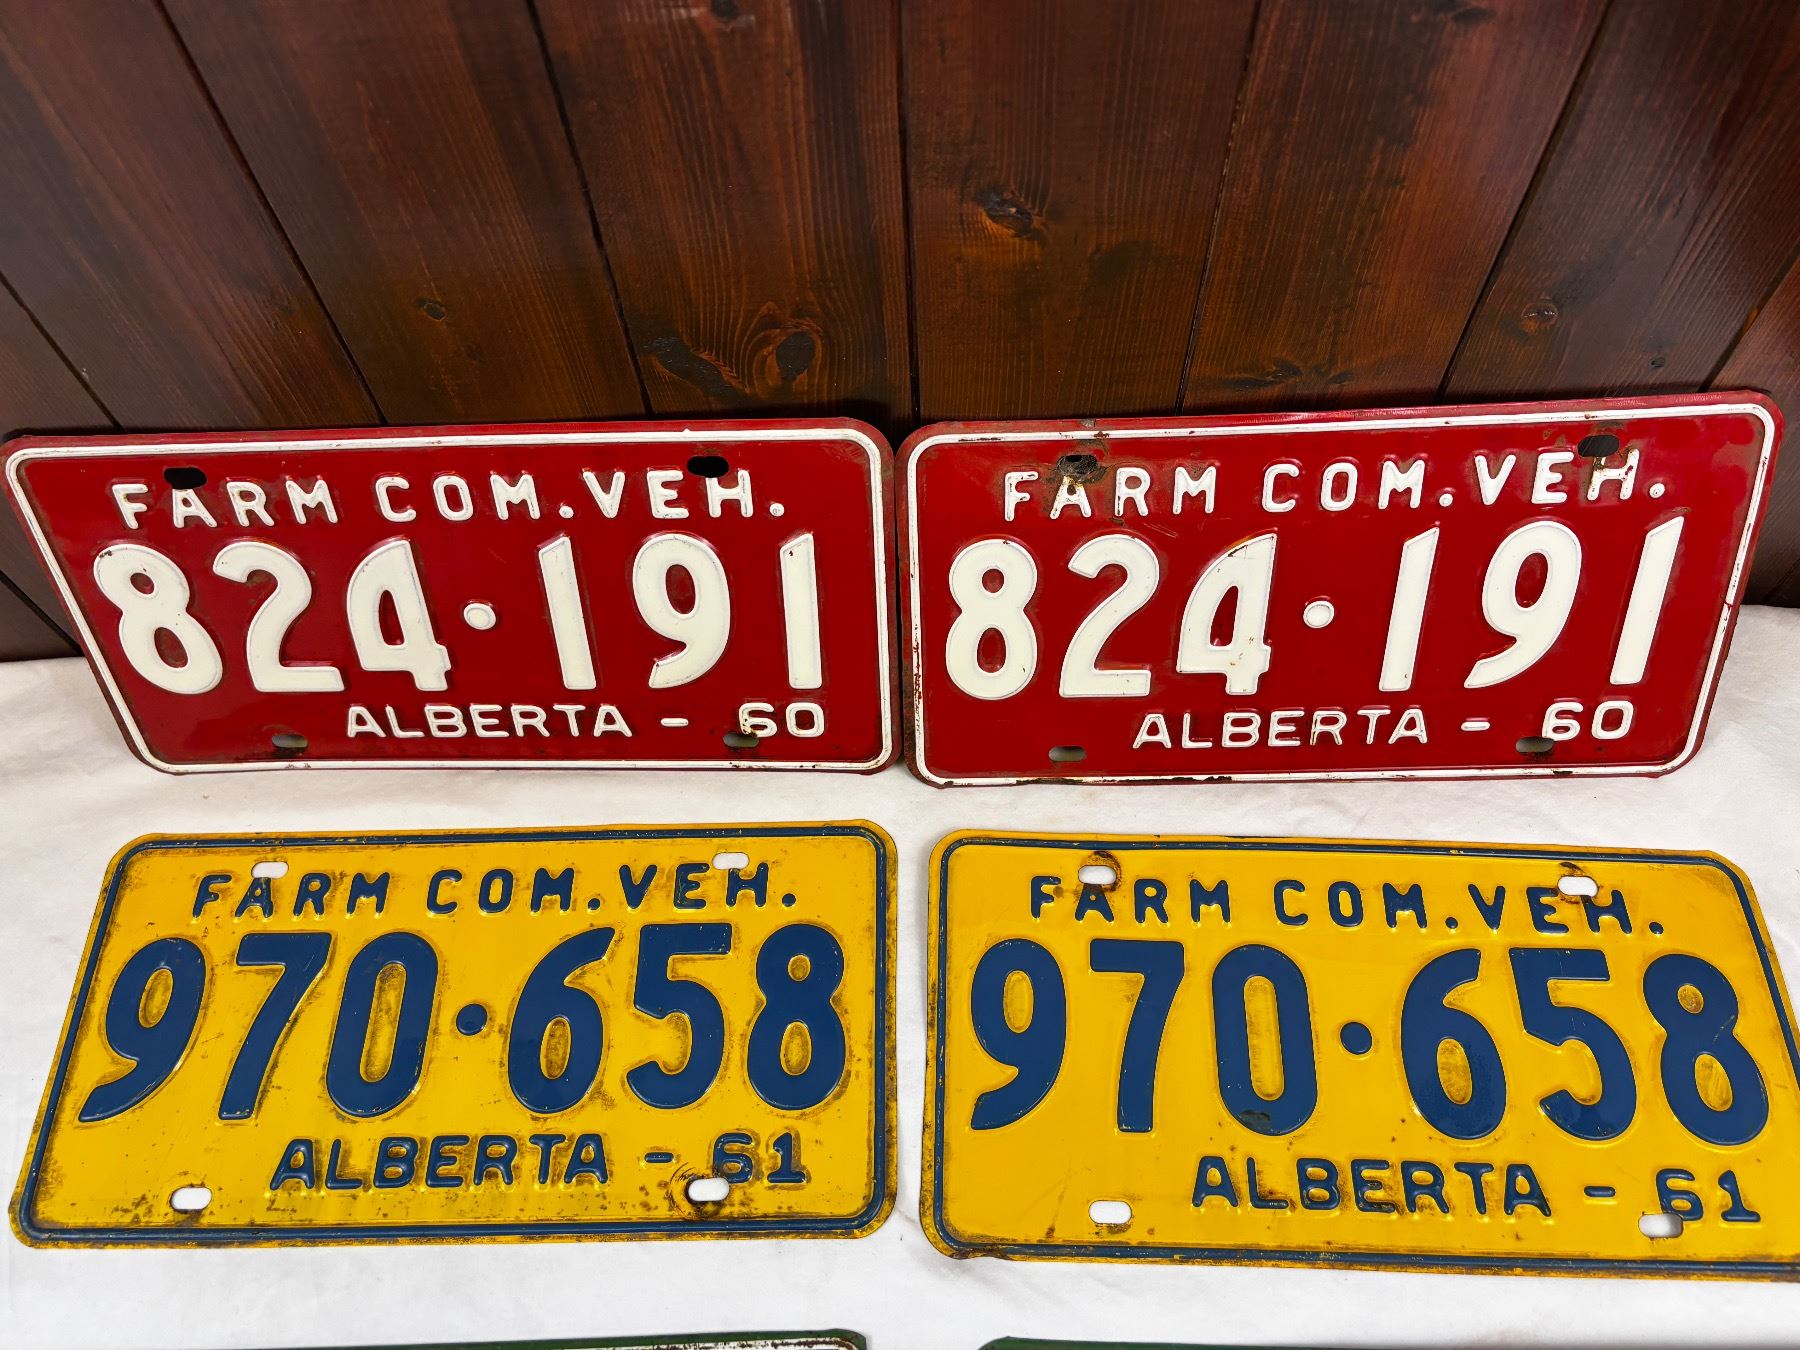 FARM COM.VEH.
824·191
ALBERTA - 60
FARM COM.VEH.
824·191
ALBERTA - 60
FARM COM.VEH.
970·658
ALBERTA - 61
FARM COM.VEH.
970·658
ALBERTA - 61